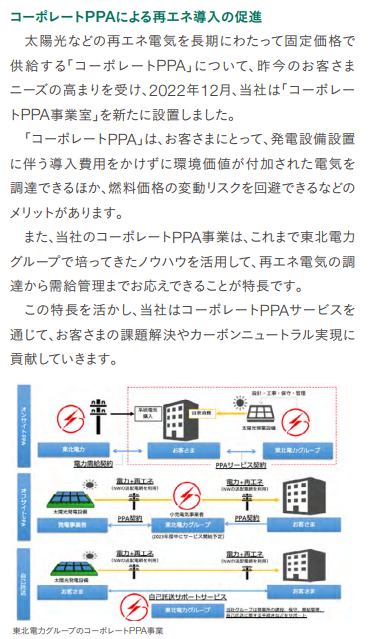 コーポレートPPAによる再エネ導入の促進
太陽光などの再エネ電気を長期にわたって固定価格で
供給する「コーポレートPPA」について、昨今のお客さま
ニーズの高まりを受け、2022年12月、当社は「コーポレー
トPPA事業室」を新たに設置しました。
「コーポレートPPA」は、お客さまにとって、発電設備設置
に伴う導入費用をかけずに環境価値が付加された電気を
調達できるほか、燃料価格の変動リスクを回避できるなどの
メリットがあります。
また、当社のコーポレートPPA事業は、これまで東北電力
グループで培ってきたノウハウを活用して、再エネ電気の調
達から需給管理までお応えできることが特長です。
この特長を活かし、当社はコーポレートPPAサービスを
通じて、お客さまの課題解決やカーボンニュートラル実現に
貢献していきます。
オンサイトPPA
設計・工事・保守・管理
系統電気
購入
自家消費
太陽光発電設備
東北電力
お客さま
東北電力グループ
電力需給契約
PPAサービス契約
オフサイトPPA
電力+再エネ
(NWの送配電網を利用)
電力+再エネ
(NWの送配電網を利用)
太陽光発電設備
小売電気事業者
発電事業者
PPA契約
東北電力グループ
PPA契約
お客さま
(2023年度中にサービス開始予定)
自己託送
電力+再エネ
(NWの送配電網を利用)
電力+再エネ
(NWの送配電網を利用)
太陽光発電設備
お客さま
お客さま
自己託送サポートサービス
東北電力グループ
東北電力グループのコーポレートPPA事業